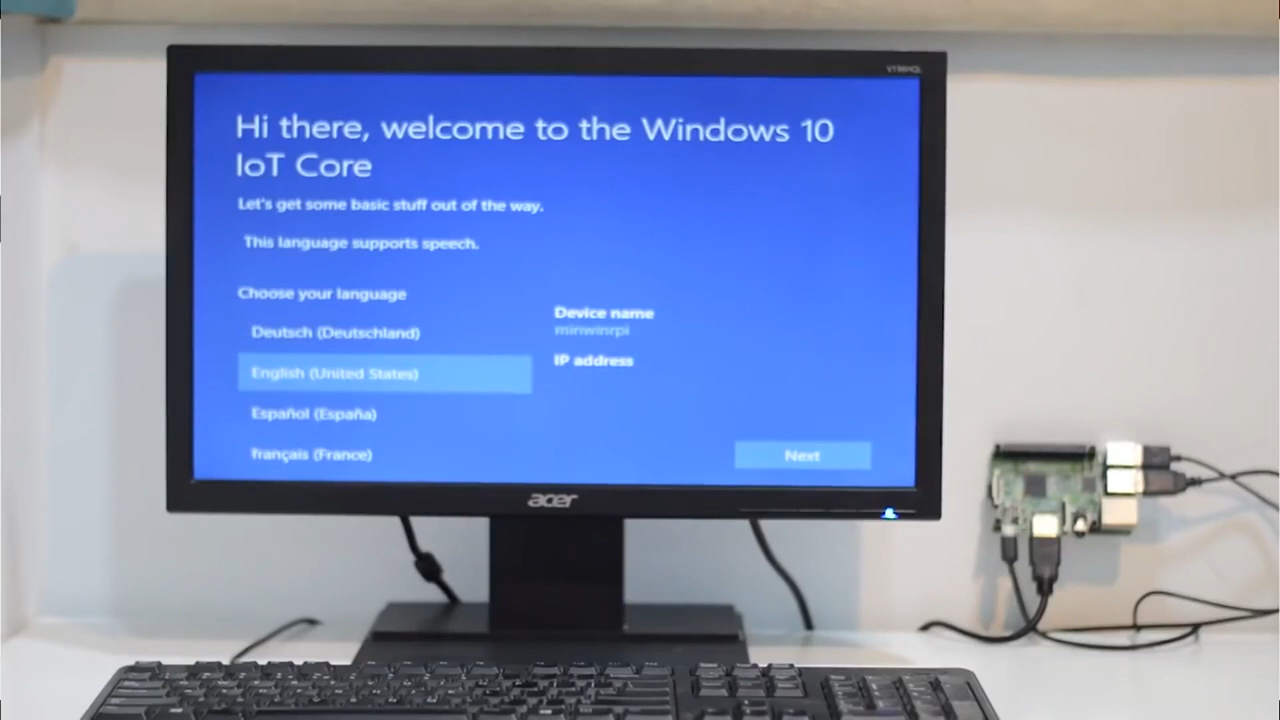 V196HQL
Hi there, welcome to the Windows 10
IoT Core
Let's get some basic stuff out of the way.
This language supports speech.
Choose your language
Deutsch (Deutschland)
English (United States)
Español (España)
français (France)
Device name
minwinrpi
IP address
Next
acer